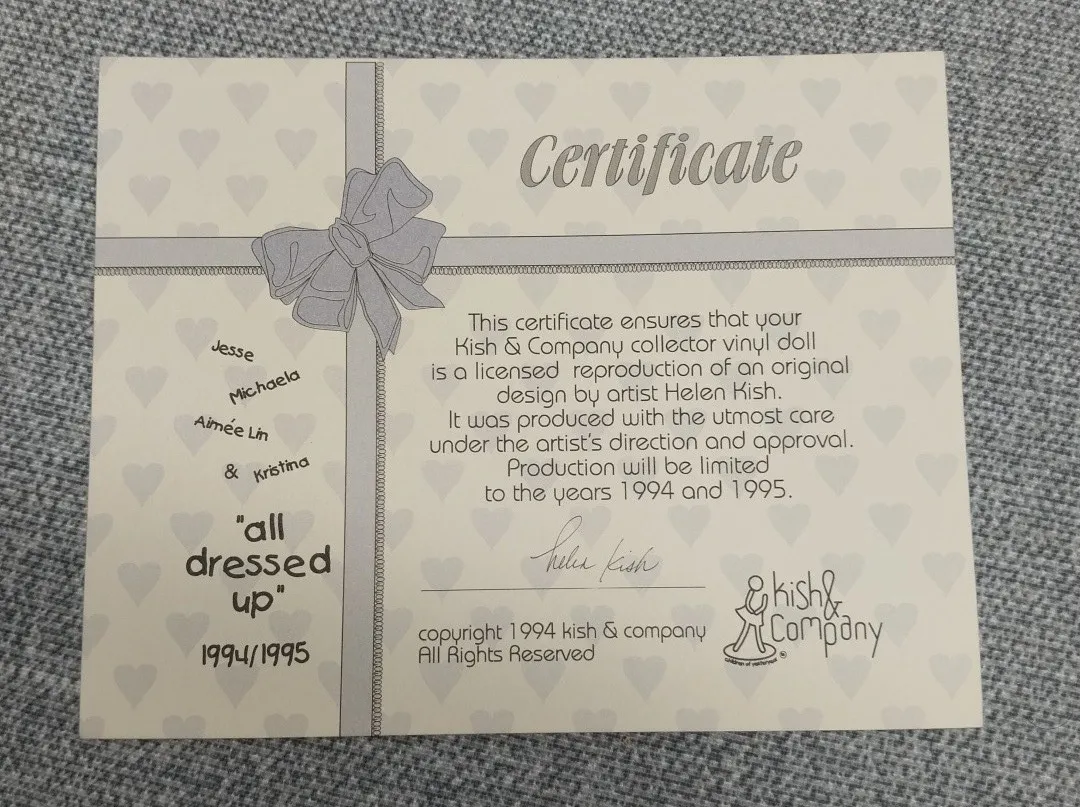 Certificate
Jesse
Michaela
Aimée Lin
& Kristina
"all
dressed
up"
1994/1995
This certificate ensures that your
Kish & Company collector vinyl doll
is a licensed reproduction of an original
design by artist Helen Kish.
It was produced with the utmost care
under the artist's direction and approval.
Production will be limited
to the years 1994 and 1995.
helen kish
copyright 1994 kish & company
All Rights Reserved
kish&
Company
children of yesteryear ®